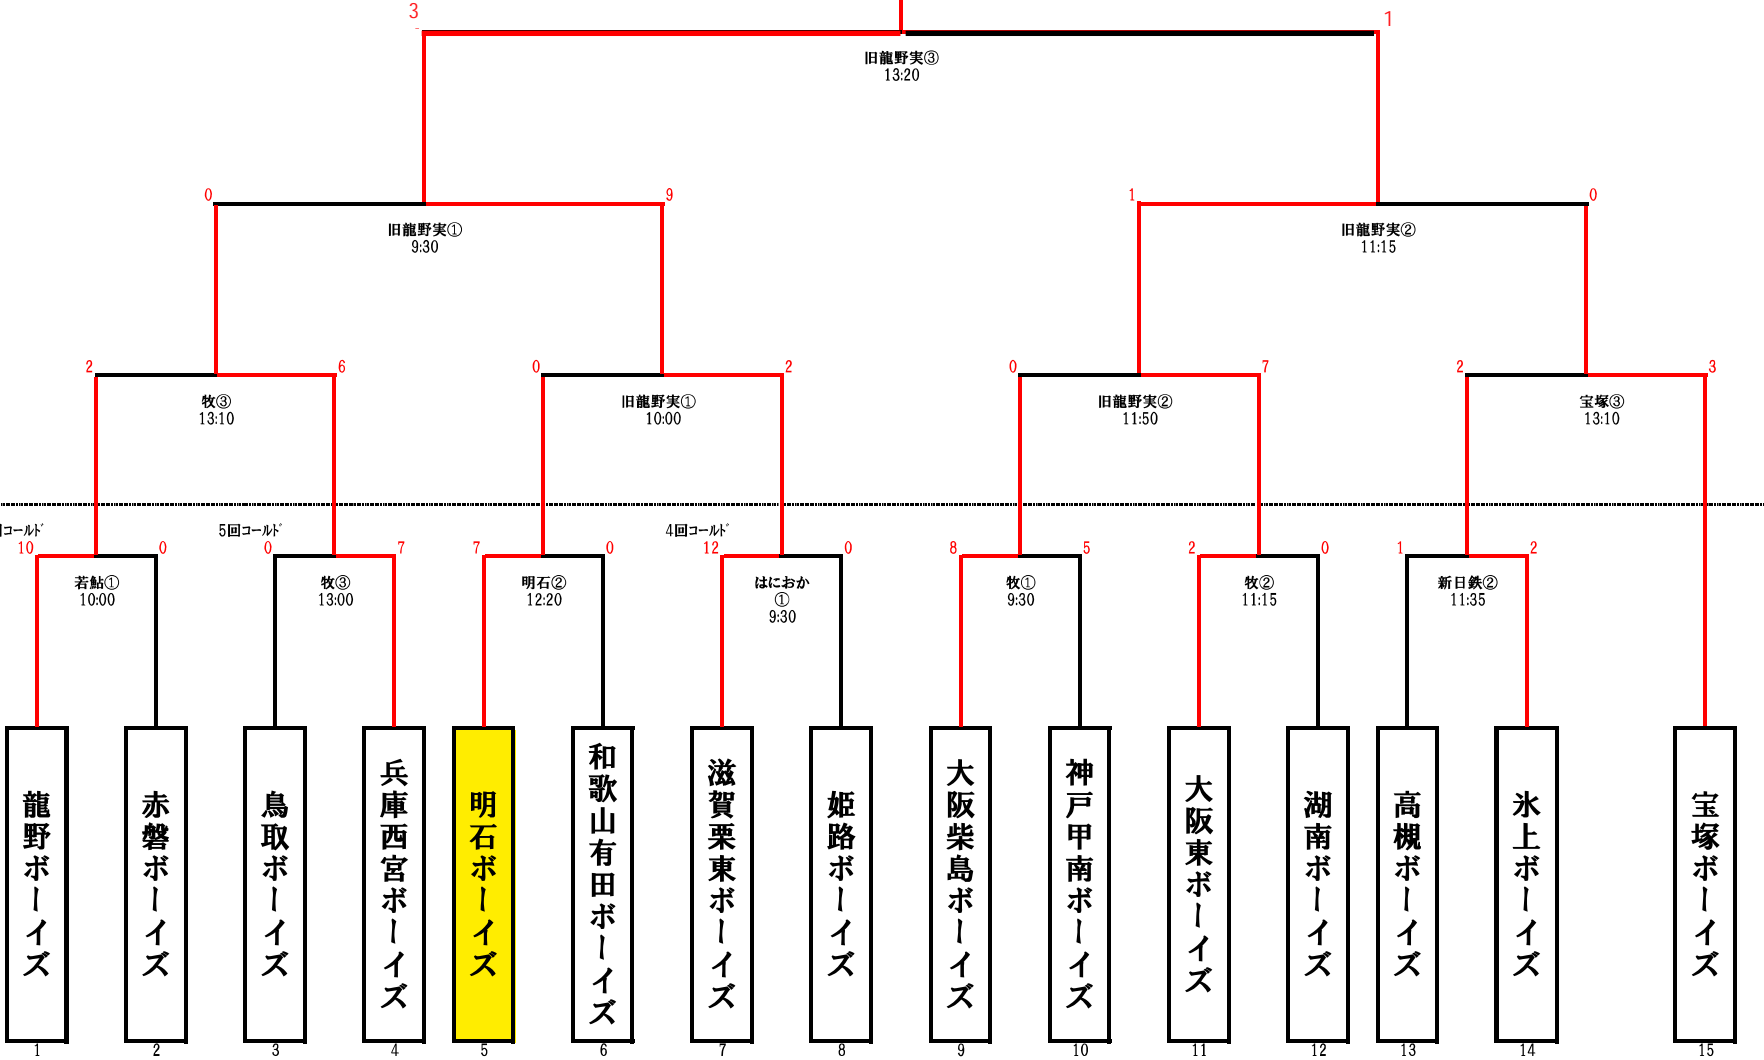 3
1
旧龍野実③
13:20
0
9
1
0
旧龍野実①
9:30
旧龍野実②
11:15
2
6
0
2
0
7
2
3
牧③
13:10
旧龍野実①
10:00
旧龍野実②
11:50
宝塚③
13:10
コールド
5回コールド
4回コールド
10
0
0
7
7
0
12
0
8
5
2
0
1
2
若鮎①
10:00
牧③
13:00
明石②
12:20
はにおか
①
9:30
牧①
9:30
牧②
11:15
新日鉄②
11:35
龍野ボーイズ
赤磐ボーイズ
鳥取ボーイズ
兵庫西宮ボーイズ
明石ボーイズ
和歌山有田ボーイズ
滋賀栗東ボーイズ
姫路ボーイズ
大阪柴島ボーイズ
神戸甲南ボーイズ
大阪東ボーイズ
湖南ボーイズ
高槻ボーイズ
氷上ボーイズ
宝塚ボーイズ
1
2
3
4
5
6
7
8
9
10
11
12
13
14
15